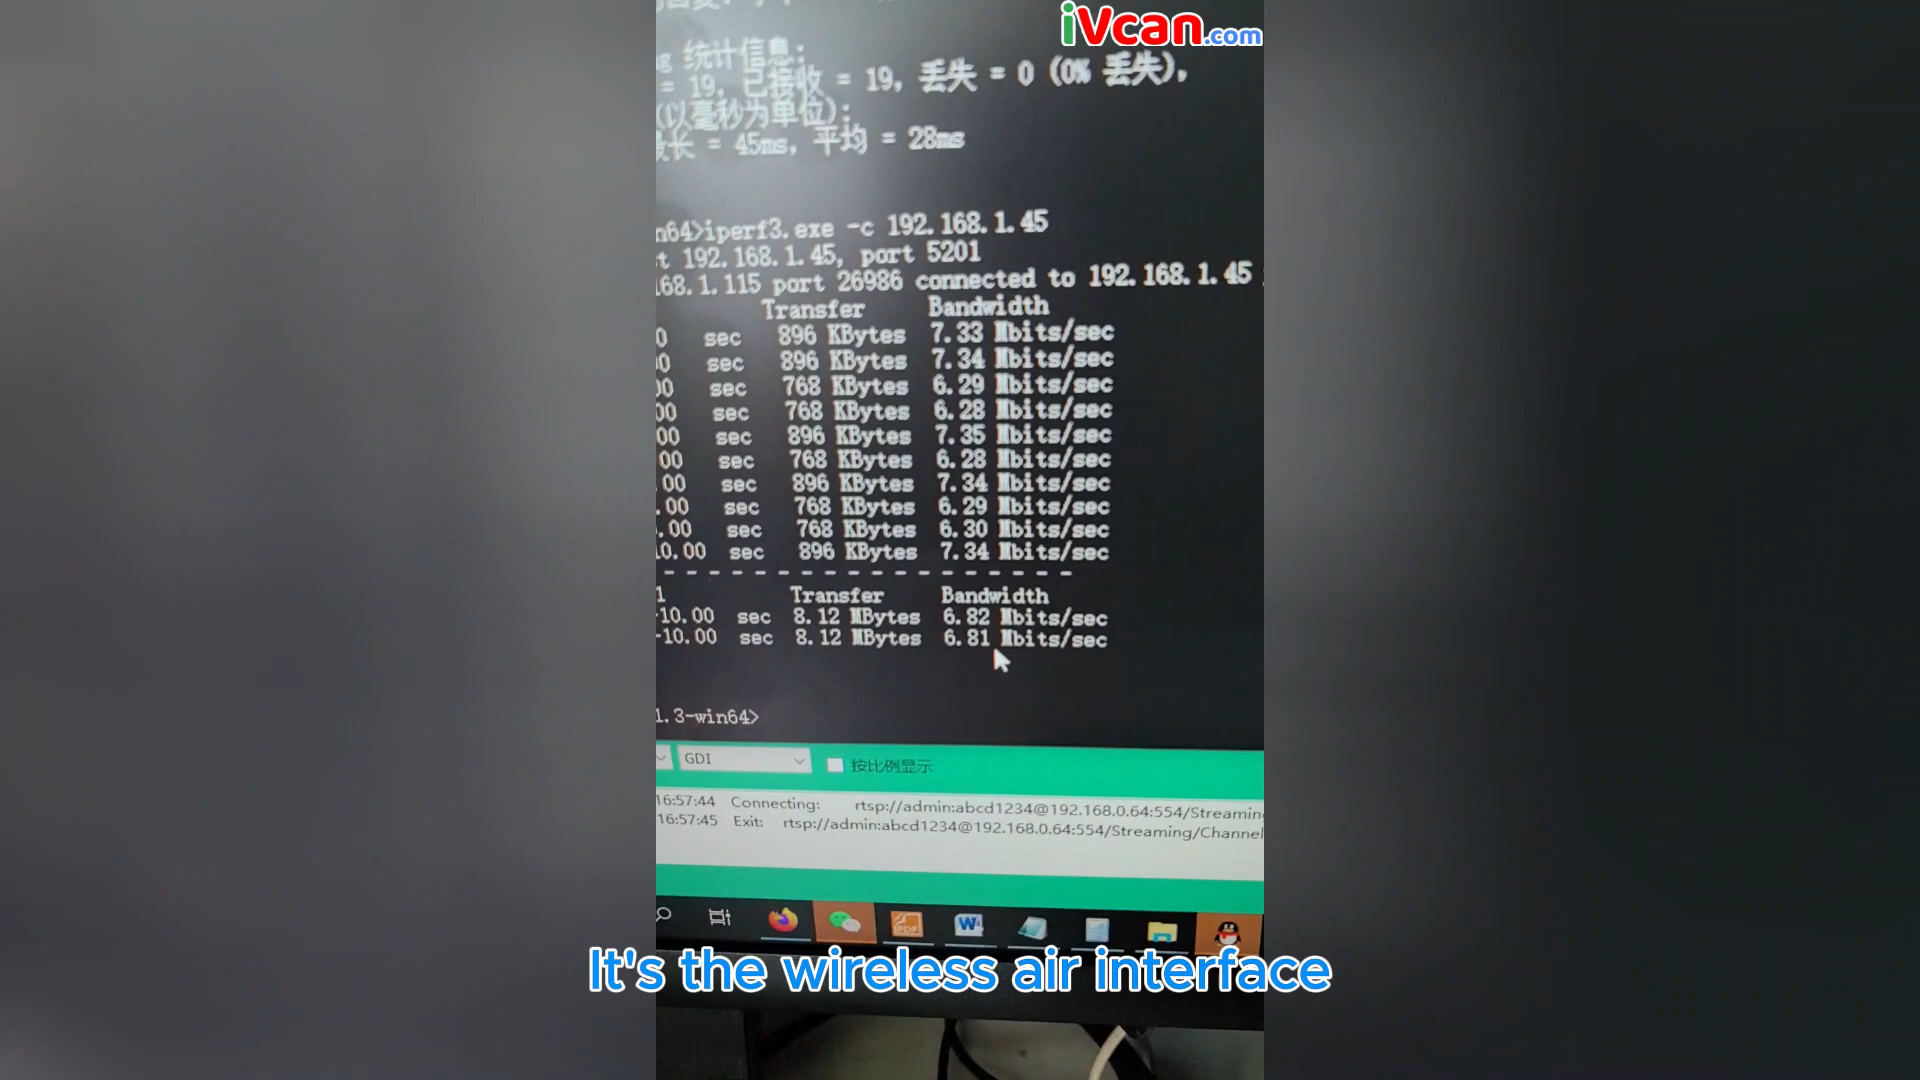 iVcan.com
统计信息:
= 19, 已接收 = 19, 丢失 = 0 (0% 丢失),
(以毫秒为单位):
最长 = 45ms, 平均 = 28ms
n64>iperf3.exe -c 192.168.1.45
t 192.168.1.45, port 5201
168.1.115 port 26986 connected to 192.168.1.45
Transfer Bandwidth
0 sec 896 KBytes 7.33 Mbits/sec
00 sec 896 KBytes 7.34 Mbits/sec
00 sec 768 KBytes 6.29 Mbits/sec
00 sec 768 KBytes 6.28 Mbits/sec
00 sec 896 KBytes 7.35 Mbits/sec
.00 sec 768 KBytes 6.28 Mbits/sec
.00 sec 896 KBytes 7.34 Mbits/sec
.00 sec 768 KBytes 6.29 Mbits/sec
.00 sec 768 KBytes 6.30 Mbits/sec
10.00 sec 896 KBytes 7.34 Mbits/sec
- - - - - - - - - - - - - - - - - -
Transfer Bandwidth
-10.00 sec 8.12 MBytes 6.82 Mbits/sec
-10.00 sec 8.12 MBytes 6.81 Mbits/sec
1.3-win64>
GDI 按比例显示
16:57:44 Connecting: rtsp://admin:abcd1234@192.168.0.64:554/Streaming
16:57:45 Exit: rtsp://admin:abcd1234@192.168.0.64:554/Streaming/Channel
PDF W
It's the wireless air interface